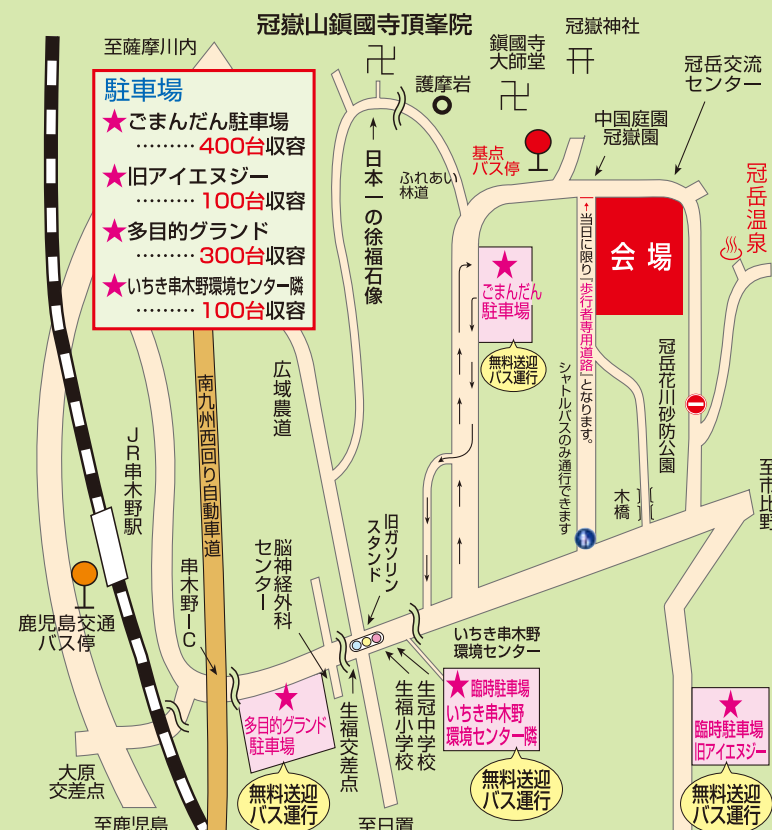 冠嶽山鎭國寺頂峯院
至薩摩川内
冠嶽神社
鎭國寺
大師堂
護摩岩
冠岳交流
センター
中国庭園
冠嶽園
基点
バス停
ふれあい
林道
冠岳温泉
駐車場
★ごまんだん駐車場
………400台収容
★旧アイエヌジー
………100台収容
★多目的グランド
………300台収容
★いちき串木野環境センター隣
………100台収容
日本一の徐福石像
会場
↑当日に限り『歩行者専用道路』となります。
シャトルバスのみ通行できます
★
ごまんだん
駐車場
無料送迎
バス運行
冠岳花川砂防公園
広域農道
南九州西回り自動車道
JR串木野駅
木橋
至市比野
旧ガソリン
スタンド
脳神経外科
センター
串木野IC
鹿児島交通
バス停
いちき串木野
環境センター
★
多目的グランド
駐車場
無料送迎
バス運行
生福交差点
生冠中学校
生福小学校
★臨時駐車場
いちき串木野
環境センター隣
無料送迎
バス運行
★
臨時駐車場
旧アイエヌジー
無料送迎
バス運行
大原
交差点
至鹿児島
至日置